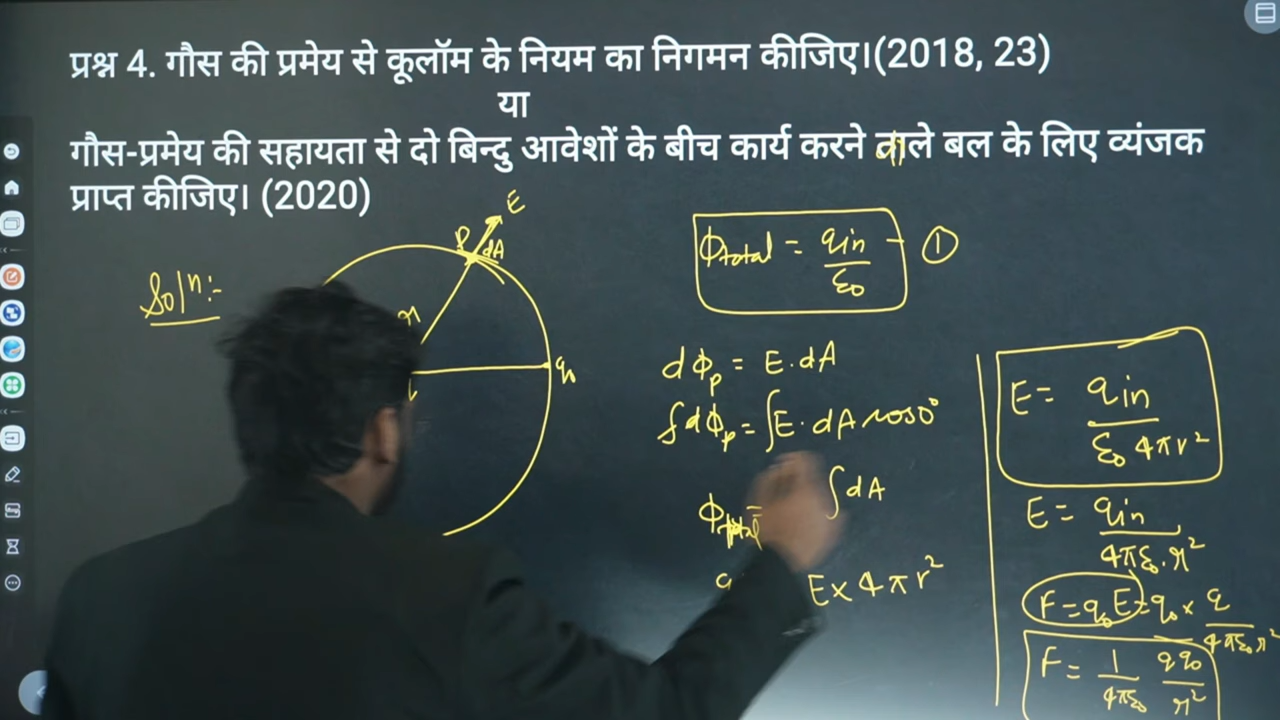 प्रश्न 4. गौस की प्रमेय से कूलॉम के नियम का निगमन कीजिए।(2018, 23)
या
गौस-प्रमेय की सहायता से दो बिन्दु आवेशों के बीच कार्य करने वाले बल के लिए व्यंजक
प्राप्त कीजिए। (2020)
Solⁿ:-
P dA E
r
q₀
ϕtotal = qin/ε₀ - ①
dϕp = E.dA
∫dϕp = ∫E.dA cos0°
ϕtotal = ∫dA
E×4πr²
E = qin/ε₀ 4πr²
E = qin/4πε₀.r²
F=q₀E=q₀× q/4πε₀r²
F = 1/4πε₀ qq₀/r²